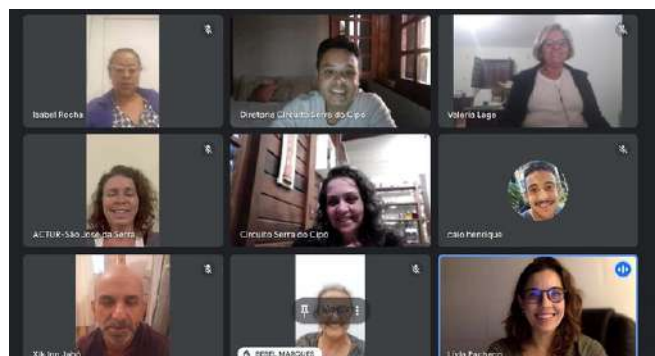 Isabel Rocha
Diretoria Circuito Serra do Cipó
Valeria Lage
ACTUR-São José da Serra
Circuito Serra do Cipó
caio henrique
BEBEL MARQUES
Lívia Pacheco